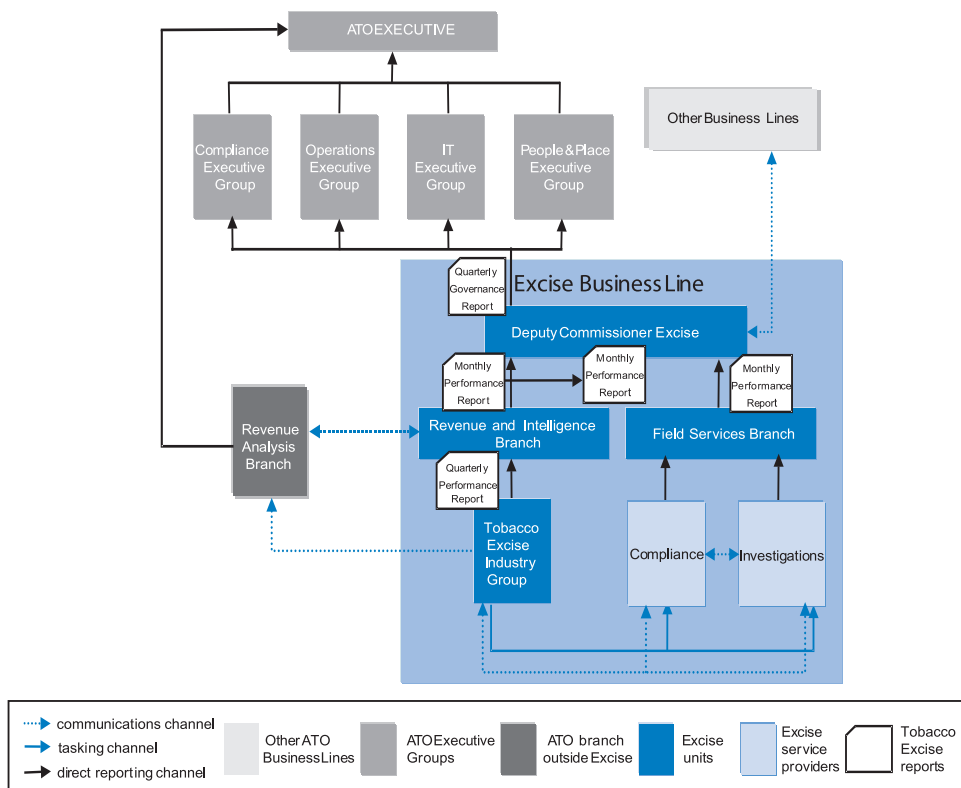 ATOEXECUTIVE
Compliance
Executive
Group
Operations
Executive
Group
IT
Executive
Group
People&Place
Executive
Group
Other Business Lines
Quarterly
Governance
Report
Excise Business Line
Deputy Commissioner Excise
Monthly
Performance
Report
Monthly
Performance
Report
Monthly
Performance
Report
Revenue
Analysis
Branch
Revenue and Intelligence
Branch
Field Services Branch
Quarterly
Performance
Report
Tobacco
Excise
Industry
Group
Compliance
Investigations
communications channel
tasking channel
direct reporting channel
Other ATO
Business Lines
ATO Executive
Groups
ATO branch
outside Excise
Excise
units
Excise
service
providers
Tobacco
Excise
reports